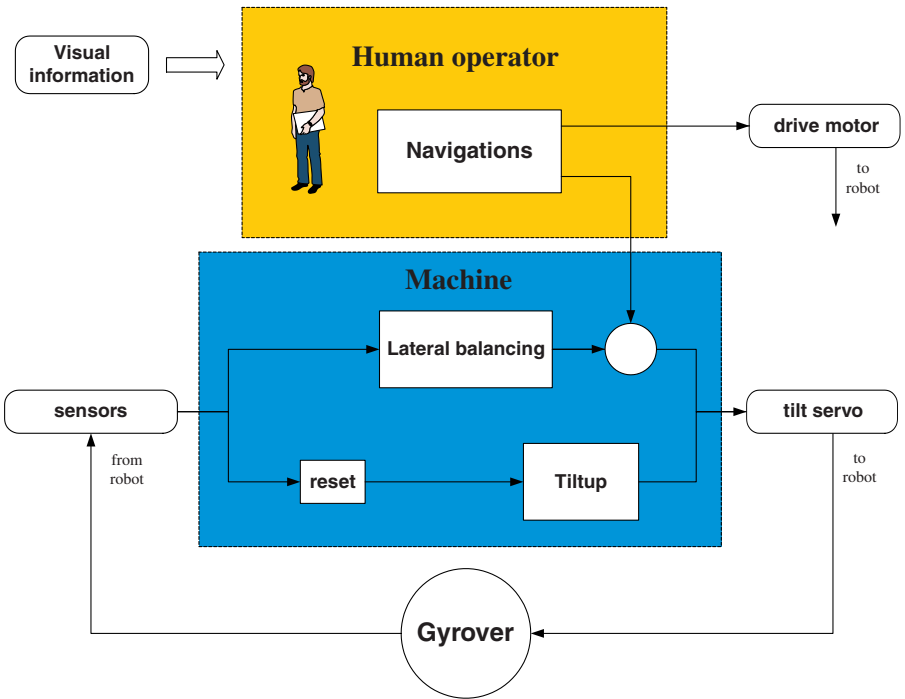 Visual
information
Human operator
Navigations
drive motor
to
robot
Machine
Lateral balancing
sensors
tilt servo
from
robot
reset
Tiltup
to
robot
Gyrover